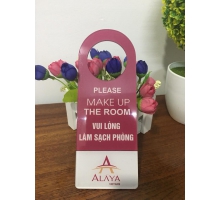 PLEASE
MAKE UP
THE ROOM
VUI LÒNG
LÀM SẠCH PHÒNG
ALAYA